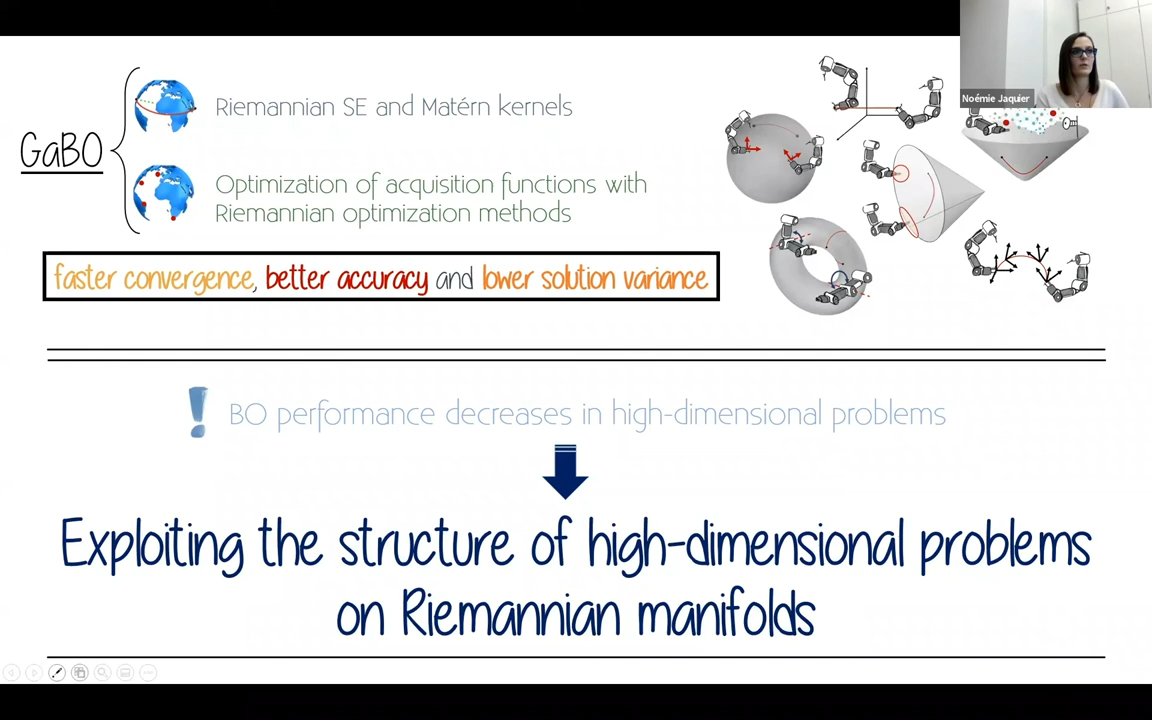 Noémie Jaquier
GaBO
Riemannian SE and Matérn kernels
Optimization of acquisition functions with
Riemannian optimization methods
faster convergence, better accuracy and lower solution variance
BO performance decreases in high-dimensional problems
Exploiting the structure of high-dimensional problems
on Riemannian manifolds